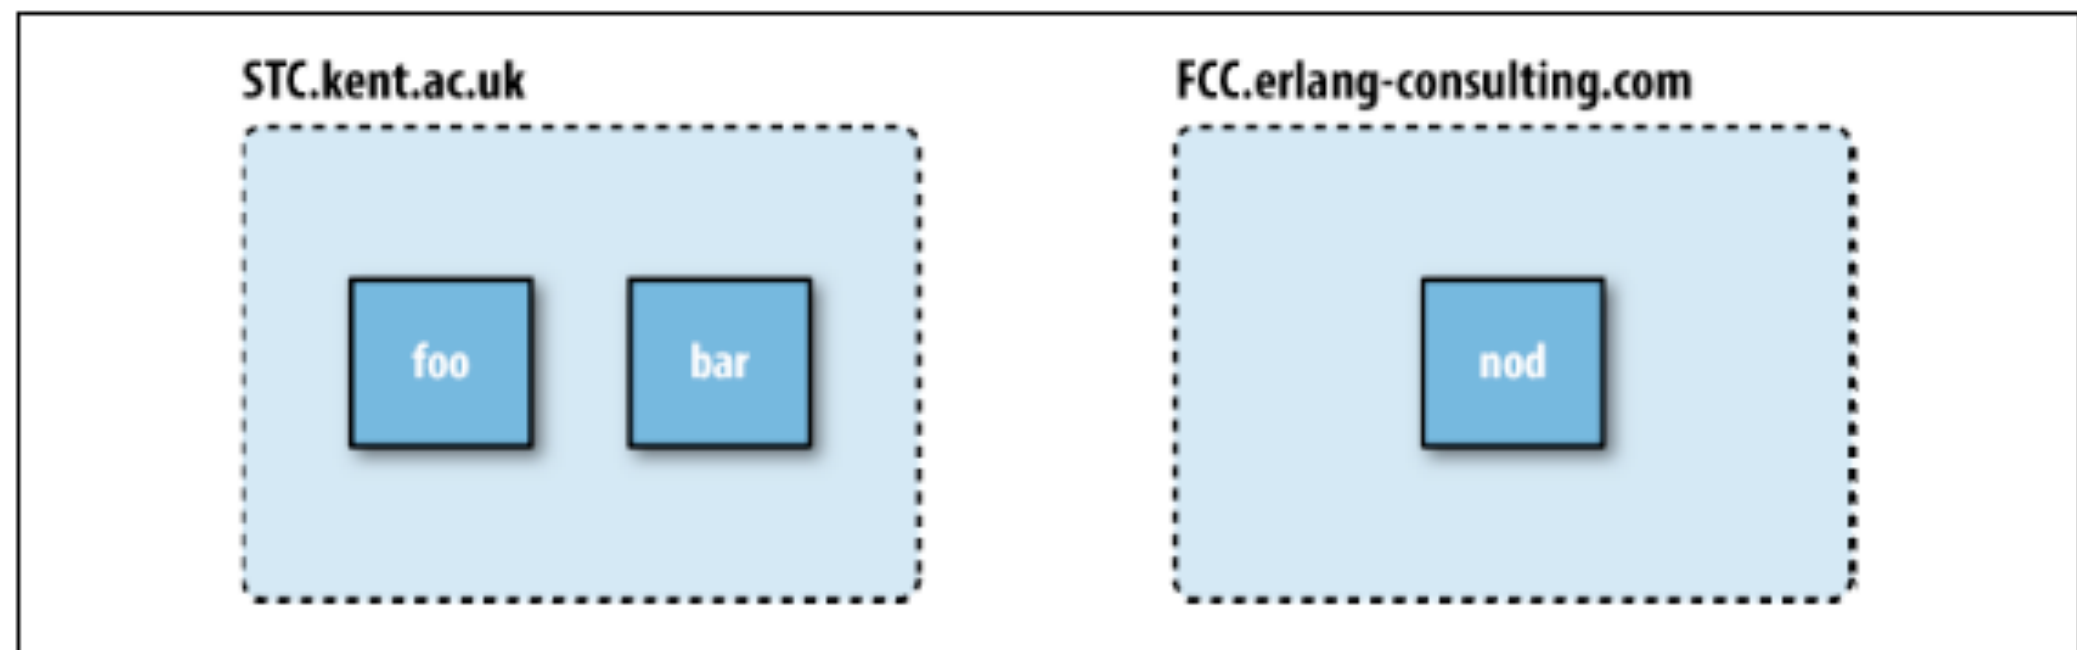 STC.kent.ac.uk
FCC.erlang-consulting.com
foo
bar
nod